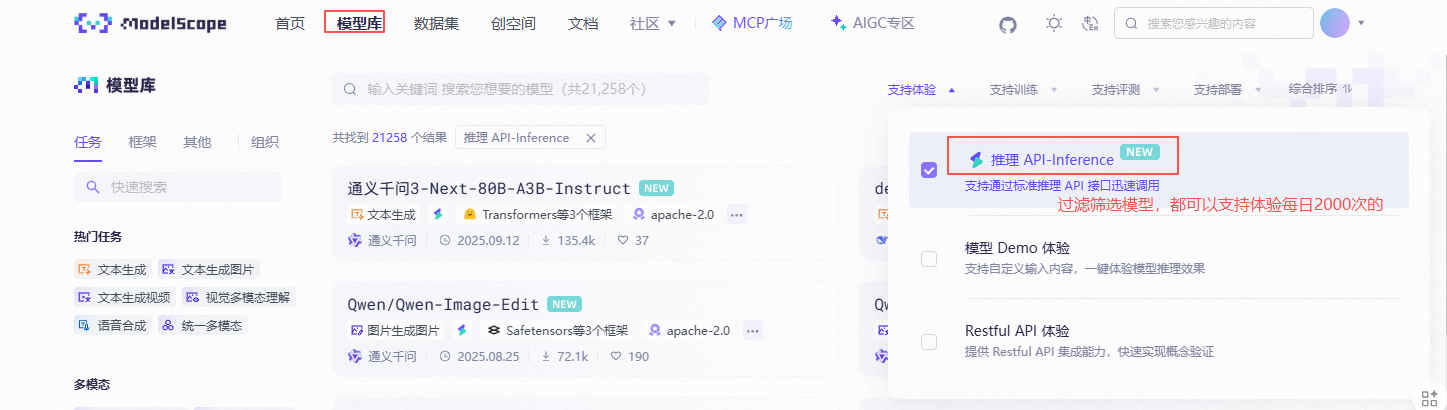 ModelScope 首页 模型库 数据集 创空间 文档 社区 MCP广场 AIGC专区 搜索您感兴趣的内容
模型库
输入关键词 搜索您想要的模型（共21,258个）
支持体验 支持训练 支持评测 支持部署 综合排序
任务 框架 其他 组织
快速搜索
热门任务
文本生成 文本生成图片
文本生成视频 视觉多模态理解
语音合成 统一多模态
多模态
共找到 21258 个结果 推理 API-Inference
通义千问3-Next-80B-A3B-Instruct NEW
文本生成 Transformers等3个框架 apache-2.0
通义千问 2025.09.12 135.4k 37
Qwen/Qwen-Image-Edit NEW
图片生成图片 Safetensors等3个框架 apache-2.0
通义千问 2025.08.25 72.1k 190
de
Qw
推理 API-Inference NEW
支持通过标准推理 API 接口迅速调用
过滤筛选模型，都可以支持体验每日2000次的
模型 Demo 体验
支持自定义输入内容，一键体验模型推理效果
Restful API 体验
提供 Restful API 集成能力，快速实现概念验证